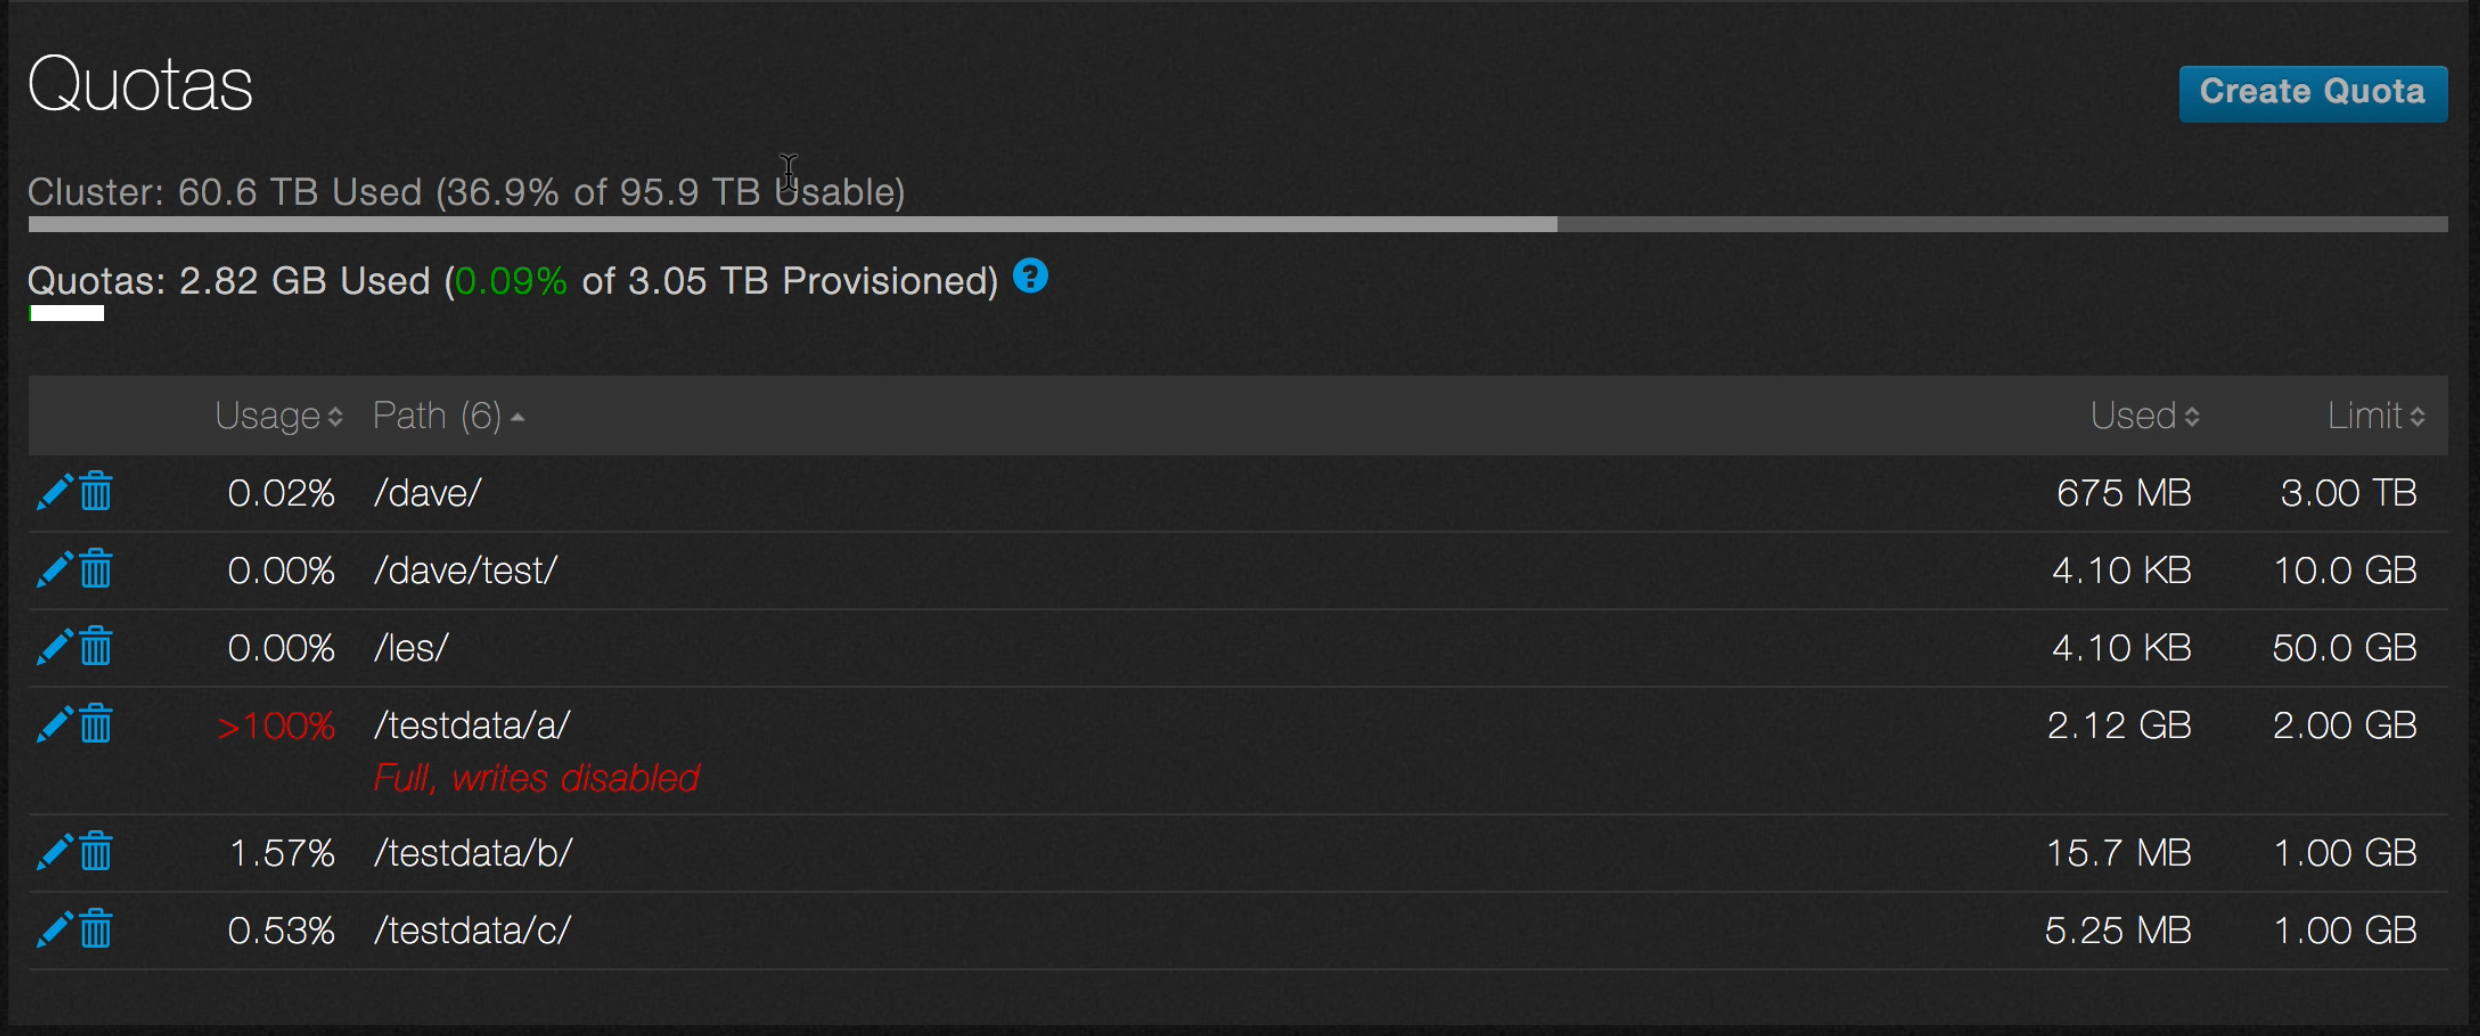 Quotas
Create Quota
Cluster: 60.6 TB Used (36.9% of 95.9 TB Usable)
Quotas: 2.82 GB Used (0.09% of 3.05 TB Provisioned) ?
Usage Path (6) Used Limit
0.02% /dave/ 675 MB 3.00 TB
0.00% /dave/test/ 4.10 KB 10.0 GB
0.00% /les/ 4.10 KB 50.0 GB
>100% /testdata/a/ 2.12 GB 2.00 GB
Full, writes disabled
1.57% /testdata/b/ 15.7 MB 1.00 GB
0.53% /testdata/c/ 5.25 MB 1.00 GB